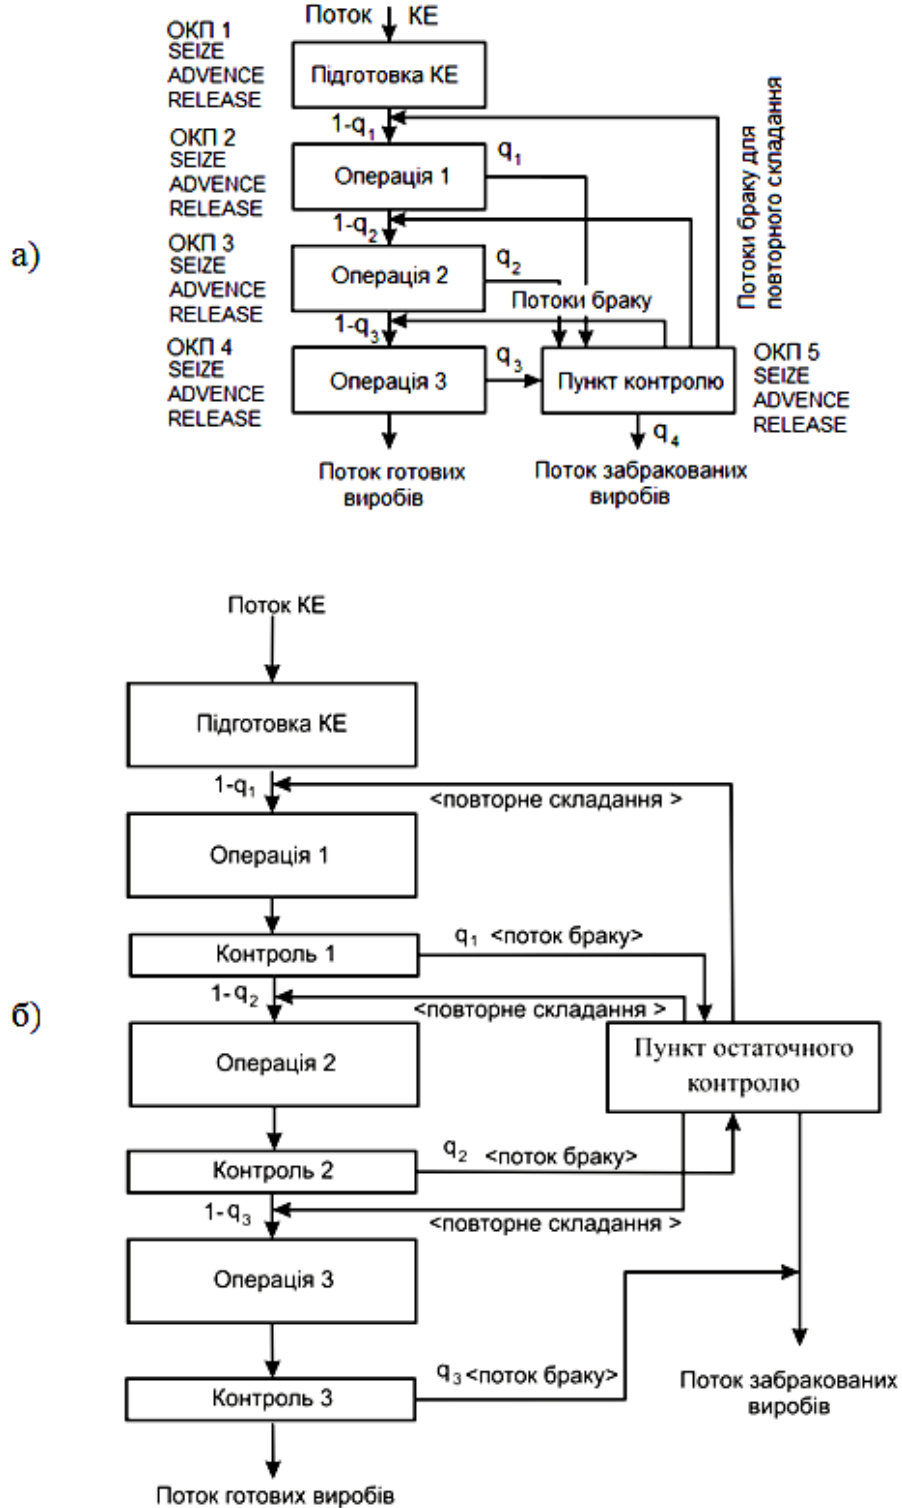 Поток КЕ
ОКП 1
SEIZE
ADVENCE
RELEASE
Підготовка КЕ
1-q₁
ОКП 2
SEIZE
ADVENCE
RELEASE
Операція 1
q₁
1-q₂
ОКП 3
SEIZE
ADVENCE
RELEASE
Операція 2
q₂
Потоки браку
Потоки браку для
повторного складання
а)
1-q₃
ОКП 4
SEIZE
ADVENCE
RELEASE
Операція 3
q₃
Пункт контролю
ОКП 5
SEIZE
ADVENCE
RELEASE
q₄
Поток готових
виробів
Поток забракованих
виробів
Поток КЕ
Підготовка КЕ
1-q₁
<повторне складання >
Операція 1
Контроль 1
q₁ <поток браку>
1-q₂
<повторне складання >
б)
Операція 2
Пункт остаточного
контролю
Контроль 2
q₂ <поток браку>
1-q₃
<повторне складання >
Операція 3
Контроль 3
q₃ <поток браку>
Поток забракованих
виробів
Поток готових виробів